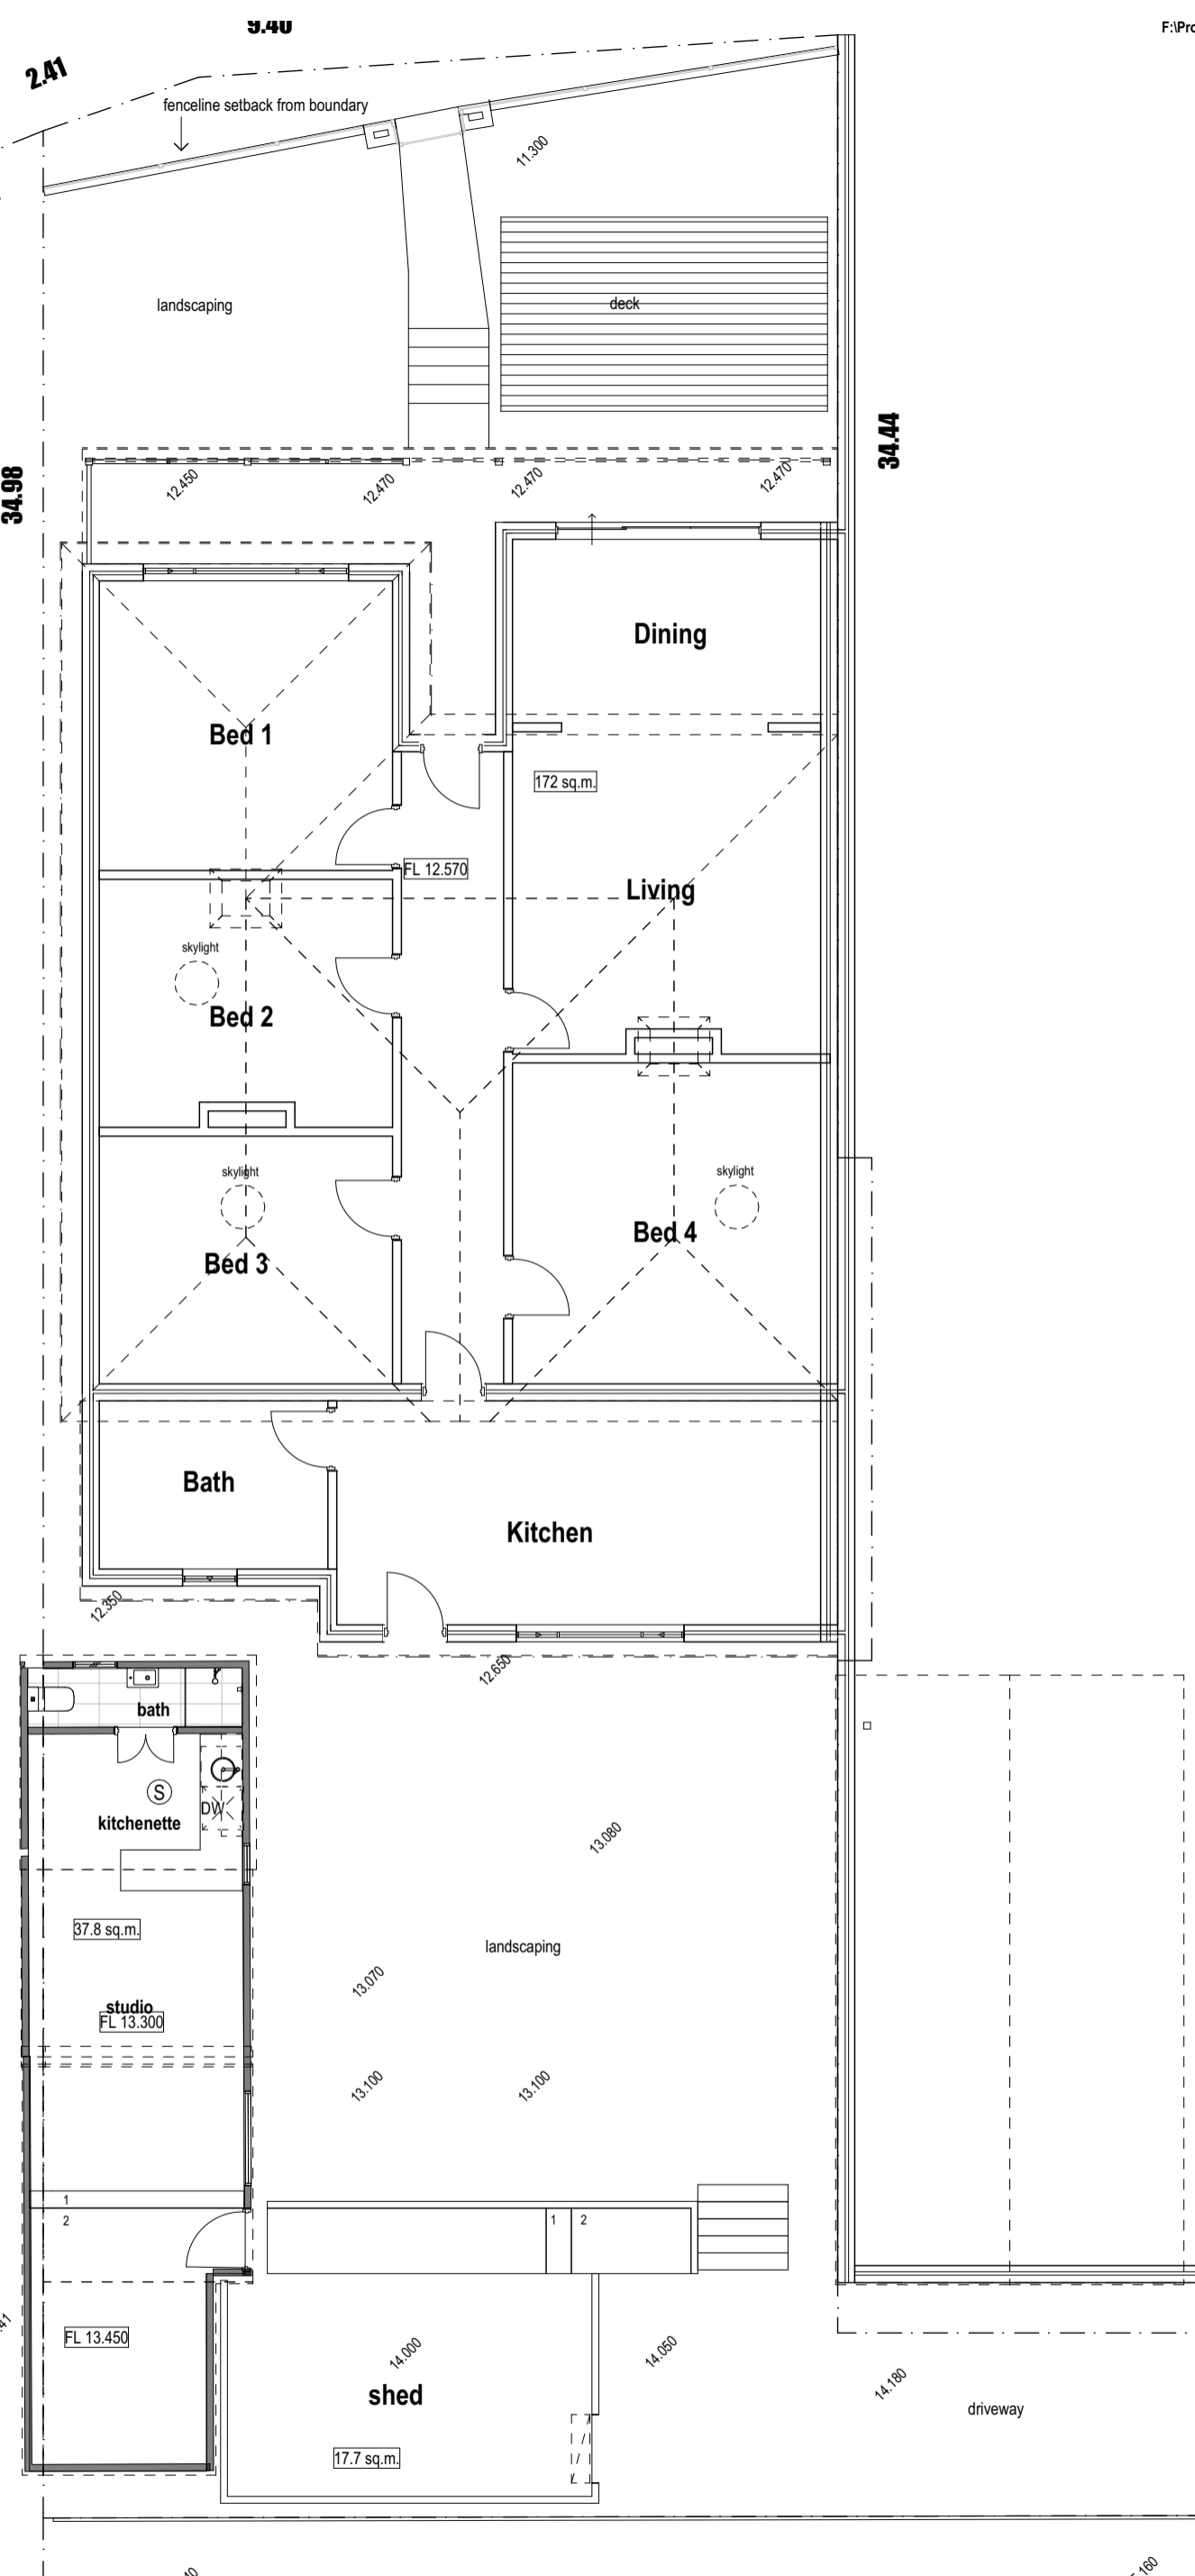 9.40
F:\Pro
2.41
fenceline setback from boundary
11.300
landscaping
deck
34.44
34.98
12.450
12.470
12.470
12.470
Dining
Bed 1
172 sq.m.
FL 12.570
Living
skylight
Bed 2
skylight
skylight
Bed 4
Bed 3
Bath
Kitchen
12.350
12.650
bath
S
DW
kitchenette
13.080
37.8 sq.m.
landscaping
13.070
studio
FL 13.300
13.100
13.100
1
2
1
2
FL 13.450
14.000
14.050
14.180
shed
driveway
17.7 sq.m.